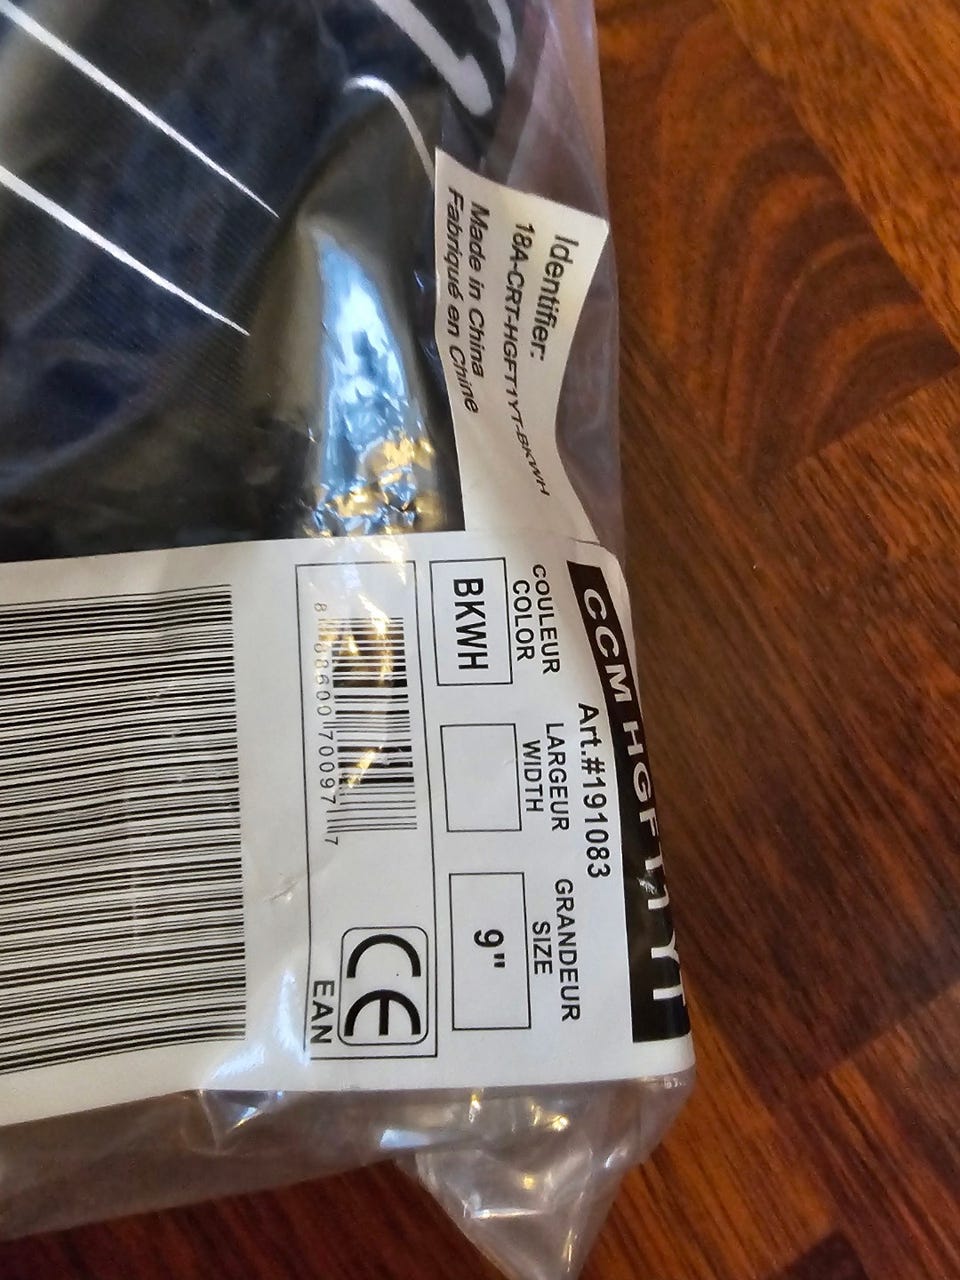 CCM HGFT1YT
Art.#191083
COULEUR
COLOR
BKWH
LARGEUR
WIDTH
GRANDEUR
SIZE
9"
CE
EAN
Identifier:
18A-CRT-HGFT1YT-BKWH
Made in China
Fabriqué en Chine